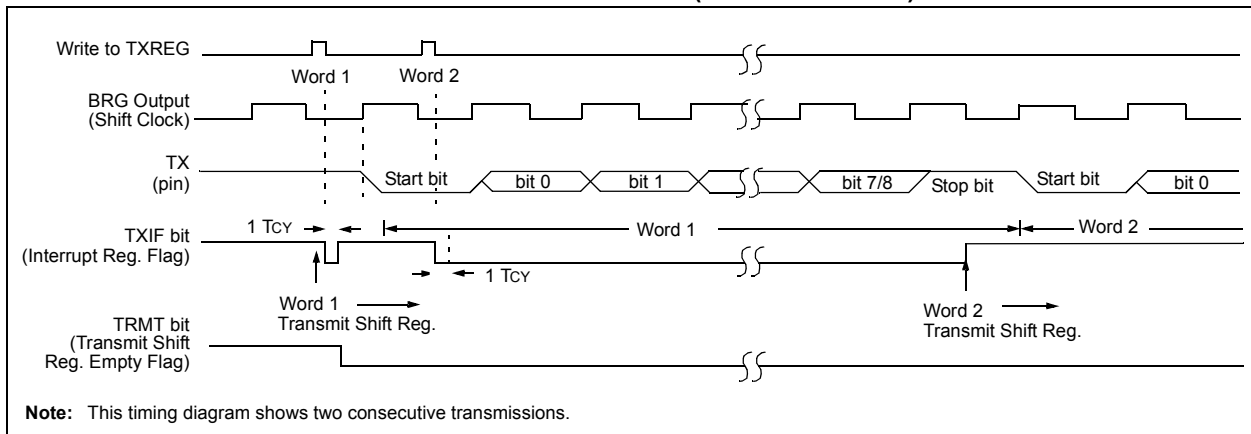 Write to TXREG
Word 1
Word 2
BRG Output
(Shift Clock)
TX
(pin)
Start bit
bit 0
bit 1
bit 7/8
Stop bit
Start bit
bit 0
1 TCY
TXIF bit
(Interrupt Reg. Flag)
Word 1
Word 2
1 TCY
Word 1
Transmit Shift Reg.
Word 2
Transmit Shift Reg.
TRMT bit
(Transmit Shift
Reg. Empty Flag)
Note: This timing diagram shows two consecutive transmissions.